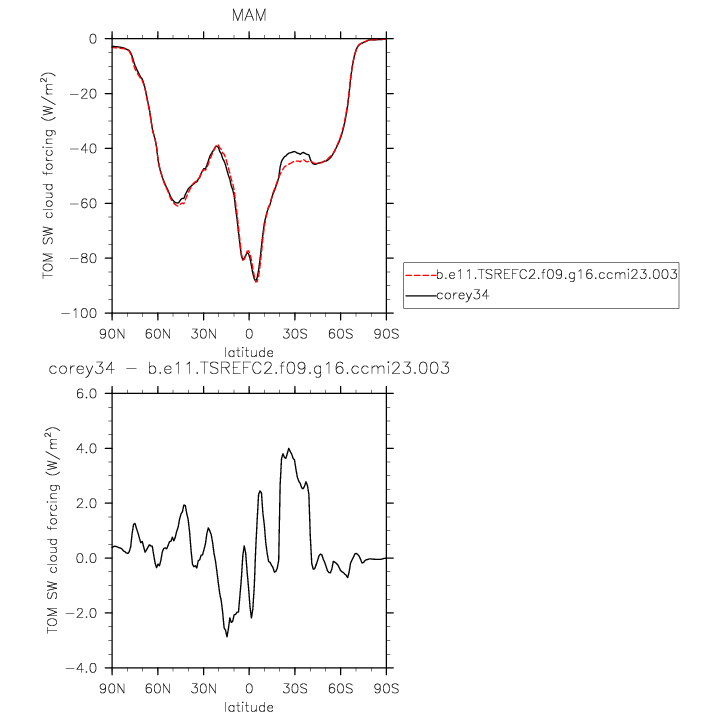 MAM
TOM SW cloud forcing (W/m²)
0
−20
−40
−60
−80
−100
90N 60N 30N 0 30S 60S 90S
latitude
b.e11.TSREFC2.f09.g16.ccmi23.003
corey34
corey34 − b.e11.TSREFC2.f09.g16.ccmi23.003
TOM SW cloud forcing (W/m²)
6.0
4.0
2.0
0.0
−2.0
−4.0
90N 60N 30N 0 30S 60S 90S
latitude